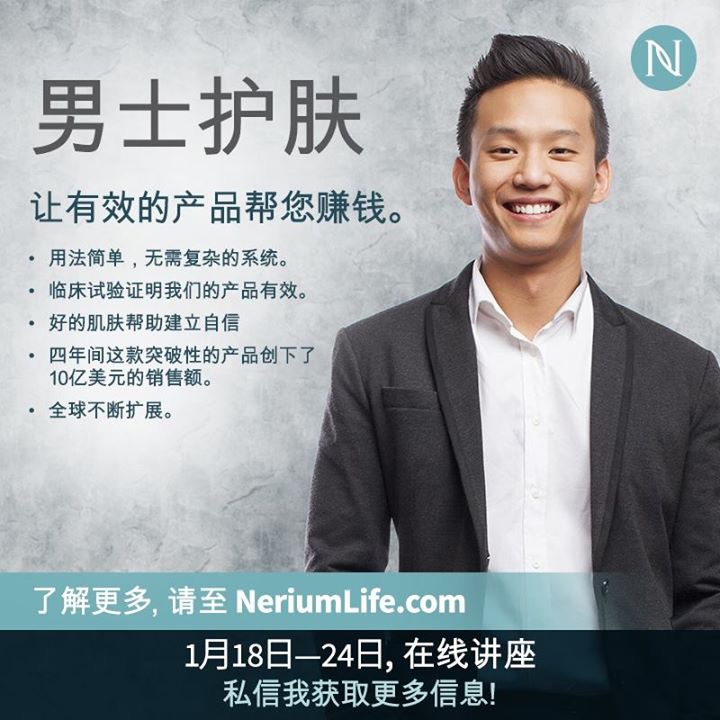 N
男士护肤
让有效的产品帮您赚钱。
• 用法简单，无需复杂的系统。
• 临床试验证明我们的产品有效。
• 好的肌肤帮助建立自信
• 四年间这款突破性的产品创下了
10亿美元的销售额。
• 全球不断扩展。
了解更多, 请至 NeriumLife.com
1月18日—24日, 在线讲座
私信我获取更多信息!